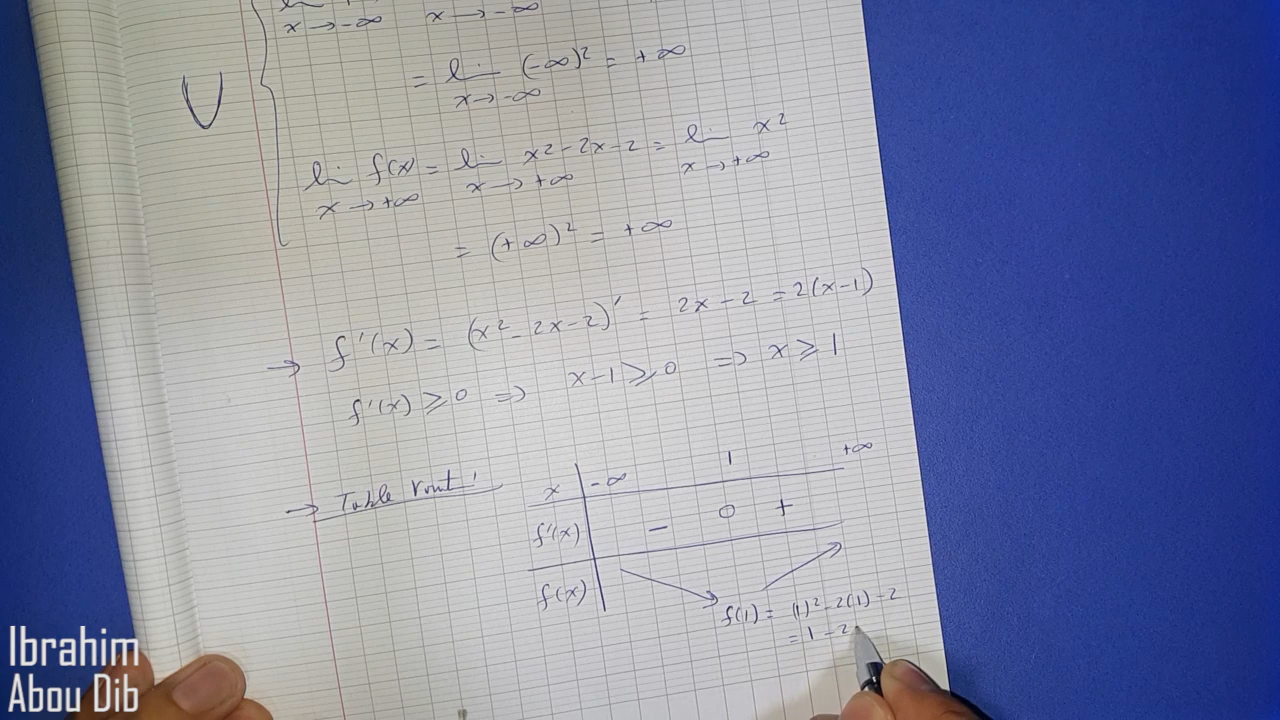 x → -∞ x → -∞
= lim (-∞)² = +∞
x → -∞
lim f(x) = lim x² - 2x - 2 = lim x²
x → +∞ x → +∞ x → +∞
= (+∞)² = +∞
→ f'(x) = (x² - 2x - 2)' = 2x - 2 = 2(x-1)
f'(x) ≥ 0 => x-1 ≥ 0 => x ≥ 1
→ Table
x -∞ 1 +∞
f'(x) - 0 +
f(x)
f(1) = (1)² - 2(1) - 2
= 1 - 2
Ibrahim
Abou Dib